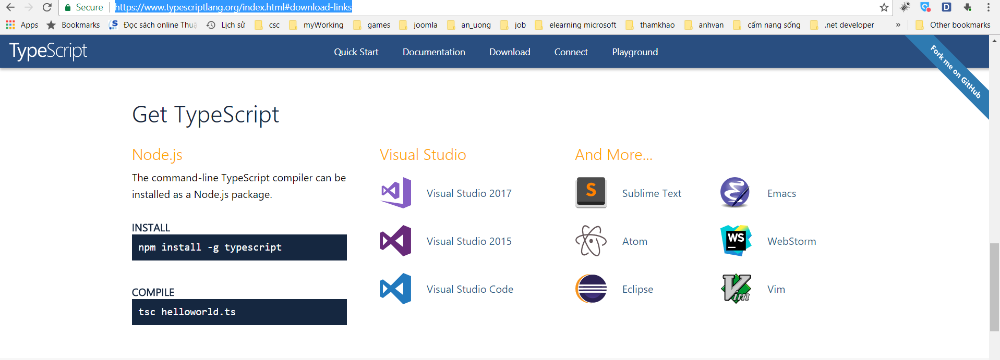 Secure https://www.typescriptlang.org/index.html#download-links D
Apps Bookmarks S Đọc sách online Lịch sử csc myWorking games joomla an_uong job elearning microsoft thamkhao anhvan cẩm nang sống .net developer » Other bookmarks
TypeScript Quick Start Documentation Download Connect Playground
Fork me on GitHub
Get TypeScript
Node.js
The command-line TypeScript compiler can be
installed as a Node.js package.
INSTALL
npm install -g typescript
COMPILE
tsc helloworld.ts
Visual Studio
Visual Studio 2017
Visual Studio 2015
Visual Studio Code
And More...
S Sublime Text
Atom
Eclipse
Emacs
WS WebStorm
Vim Vim